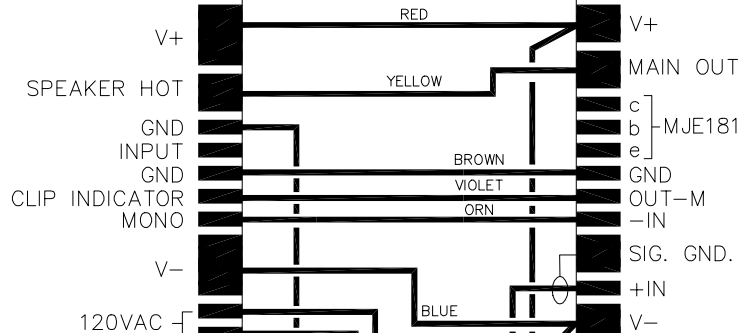 RED
V+
V+
SPEAKER HOT
YELLOW
MAIN OUT
c
GND
b
MJE181
INPUT
e
GND
BROWN
GND
CLIP INDICATOR
VIOLET
OUT-M
MONO
ORN
-IN
SIG. GND.
V-
+IN
120VAC
BLUE
V-